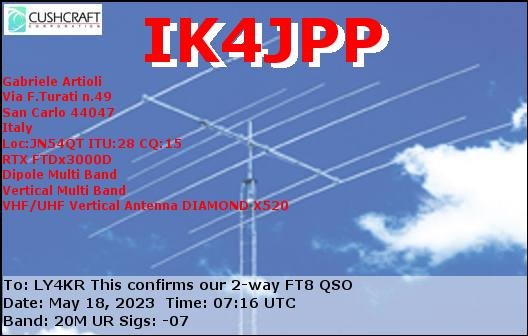 CUSHCRAFT
CORPORATION
IK4JPP
Gabriele Artioli
Via F.Turati n.49
San Carlo 44047
Italy
Loc:JN54QT ITU:28 CQ:15
RTX FTDx3000D
Dipole Multi Band
Vertical Multi Band
VHF/UHF Vertical Antenna DIAMOND X520
To: LY4KR This confirms our 2-way FT8 QSO
Date: May 18, 2023 Time: 07:16 UTC
Band: 20M UR Sigs: -07